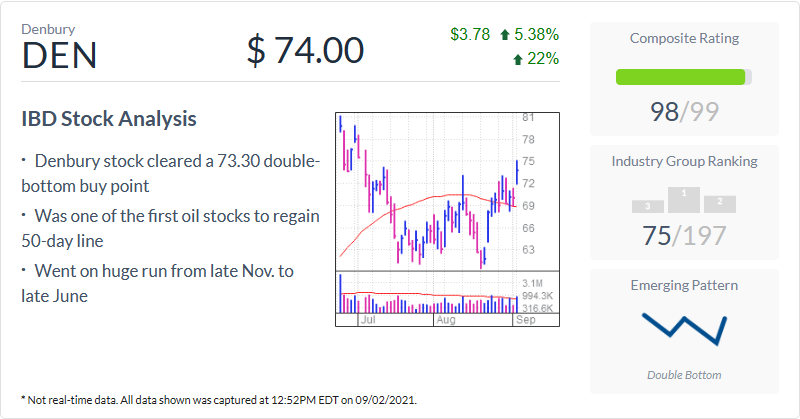 Denbury
DEN
$ 74.00
$3.78 5.38%
22%
IBD Stock Analysis
• Denbury stock cleared a 73.30 double-
bottom buy point
• Was one of the first oil stocks to regain
50-day line
• Went on huge run from late Nov. to
late June
81
78
75
72
69
66
63
3.1M
994.3K
316.6K
Jul Aug Sep
Composite Rating
98/99
Industry Group Ranking
3 1 2
75/197
Emerging Pattern
Double Bottom
* Not real-time data. All data shown was captured at 12:52PM EDT on 09/02/2021.